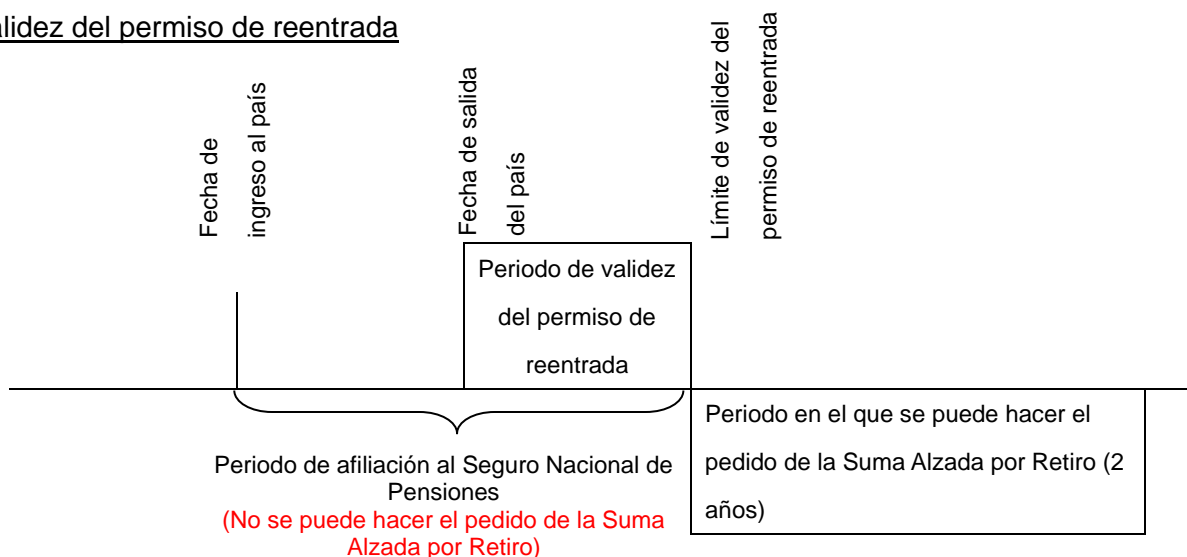 alidez del permiso de reentrada
Fecha de
ingreso al país
Fecha de salida
del país
Límite de validez del
permiso de reentrada
Periodo de validez
del permiso de
reentrada
Periodo de afiliación al Seguro Nacional de
Pensiones
(No se puede hacer el pedido de la Suma
Alzada por Retiro)
Periodo en el que se puede hacer el
pedido de la Suma Alzada por Retiro (2
años)